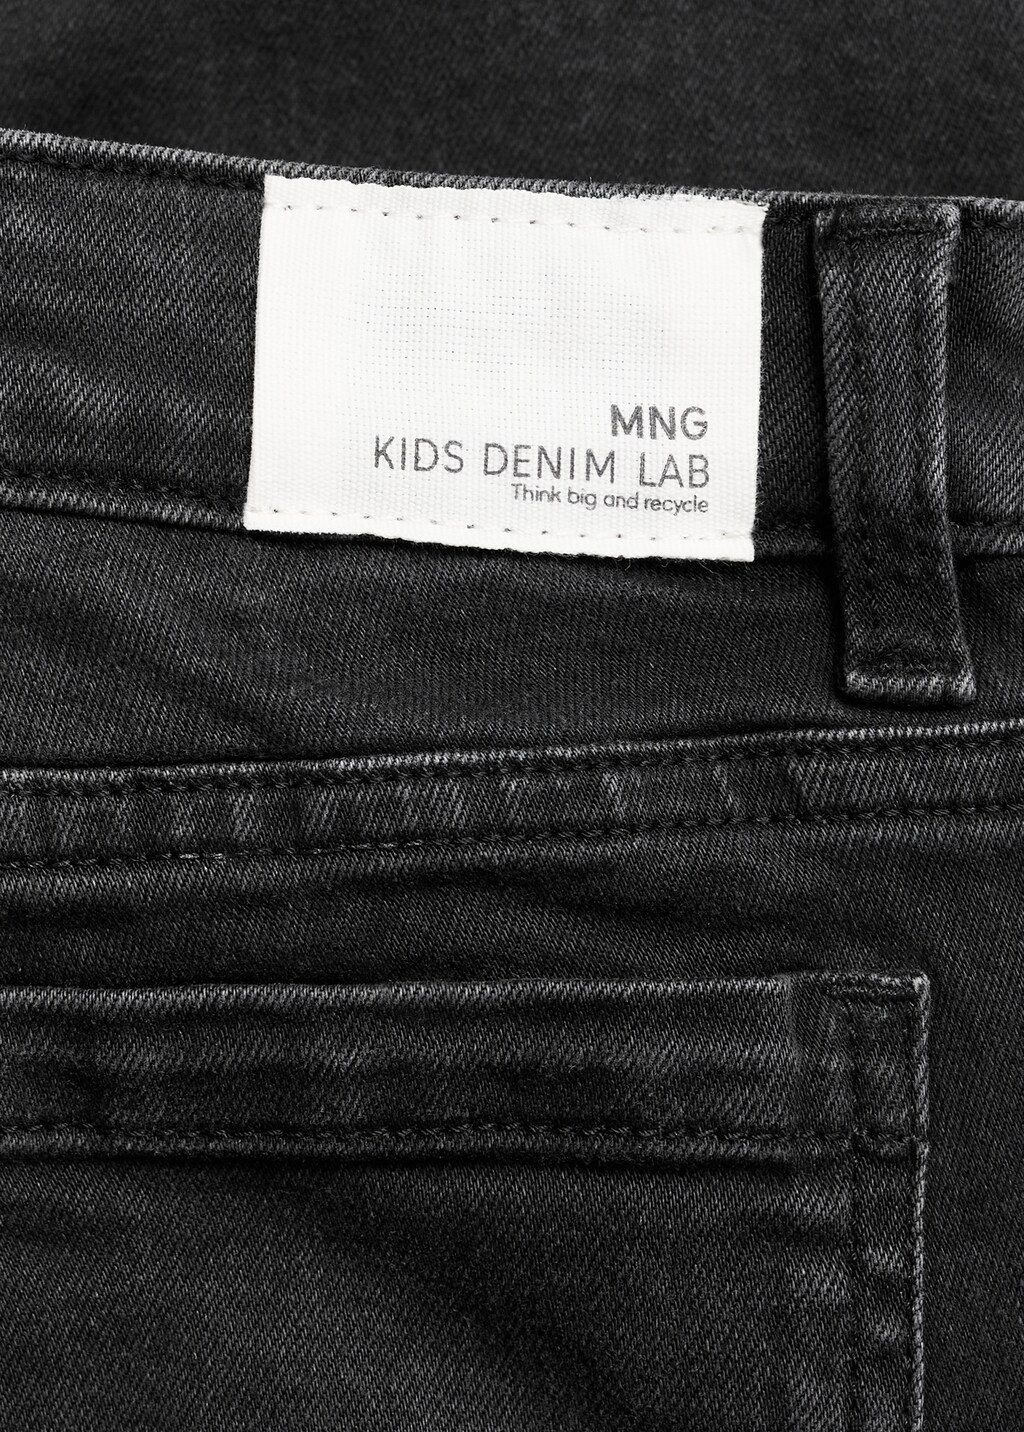 MNG
KIDS DENIM LAB
Think big and recycle